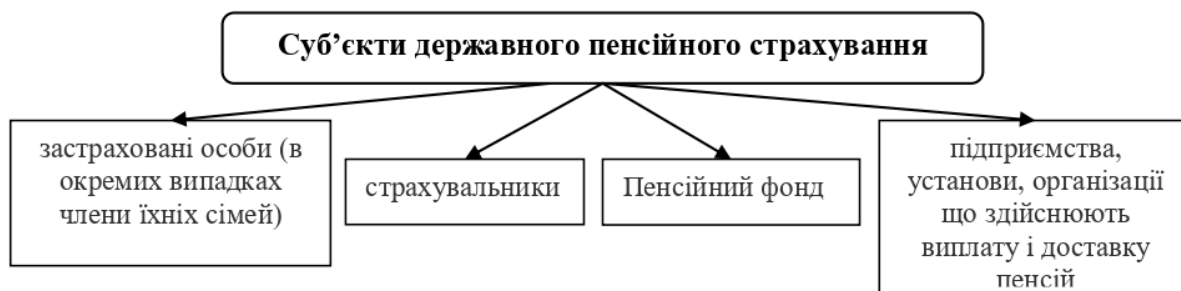 Суб’єкти державного пенсійного страхування
застраховані особи (в
окремих випадках
члени їхніх сімей)
страхувальники
Пенсійний фонд
підприємства,
установи, організації
що здійснюють
виплату і доставку
пенсій